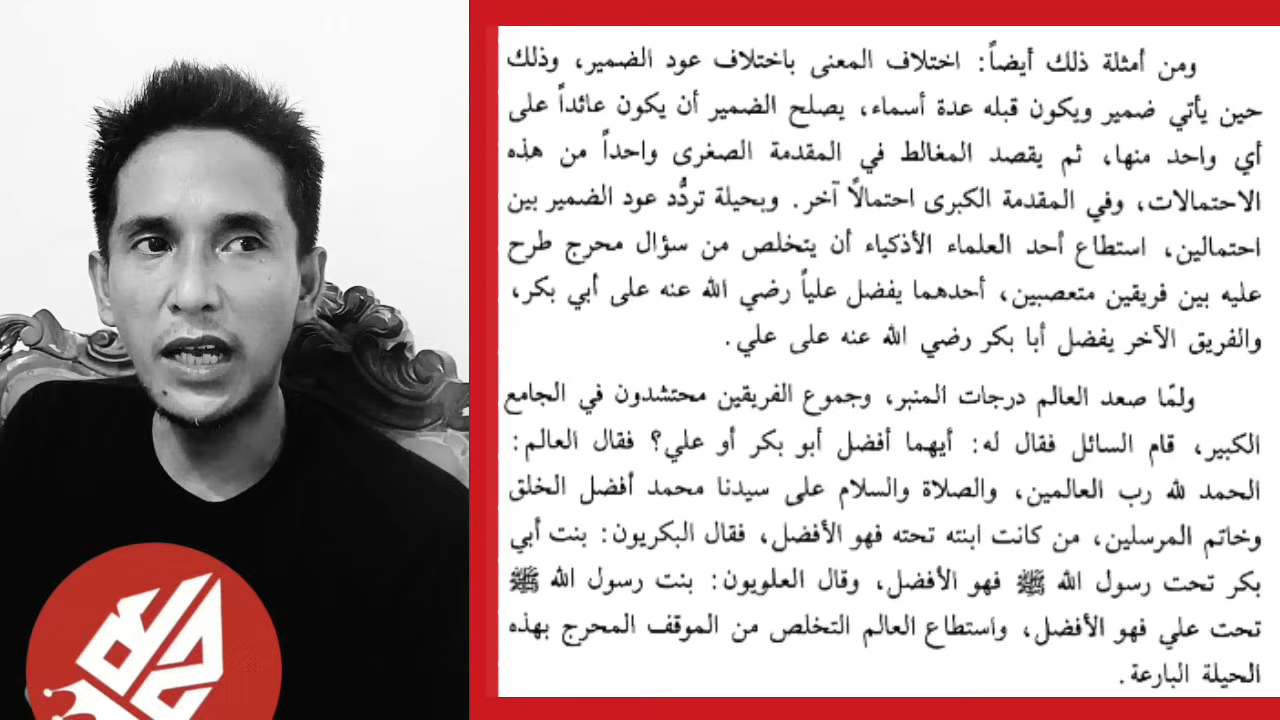 ومن أمثلة ذلك أيضاً: اختلاف المعنى باختلاف عود الضمير، وذلك
حين يأتي ضمير ويكون قبله عدة أسماء، يصلح الضمير أن يكون عائداً على
أي واحد منها، ثم يقصد المغالط في المقدمة الصغرى واحداً من هذه
الاحتمالات، وفي المقدمة الكبرى احتمالًا آخر. وبحيلة تردُّد عود الضمير بين
احتمالين، استطاع أحد العلماء الأذكياء أن يتخلص من سؤال محرج طرح
عليه بين فريقين متعصبين، أحدهما يفضل علياً رضي الله عنه على أبي بكر،
والفريق الآخر يفضل أبا بكر رضي الله عنه على علي.
ولمّا صعد العالم درجات المنبر، وجموع الفريقين محتشدون في الجامع
الكبير، قام السائل فقال له: أيهما أفضل أبو بكر أو علي؟ فقال العالم:
الحمد لله رب العالمين، والصلاة والسلام على سيدنا محمد أفضل الخلق
وخاتم المرسلين، من كانت ابنته تحته فهو الأفضل، فقال البكريون: بنت أبي
بكر تحت رسول الله ﷺ فهو الأفضل، وقال العلويون: بنت رسول الله ﷺ
تحت علي فهو الأفضل، واستطاع العالم التخلص من الموقف المحرج بهذه
الحيلة البارعة.